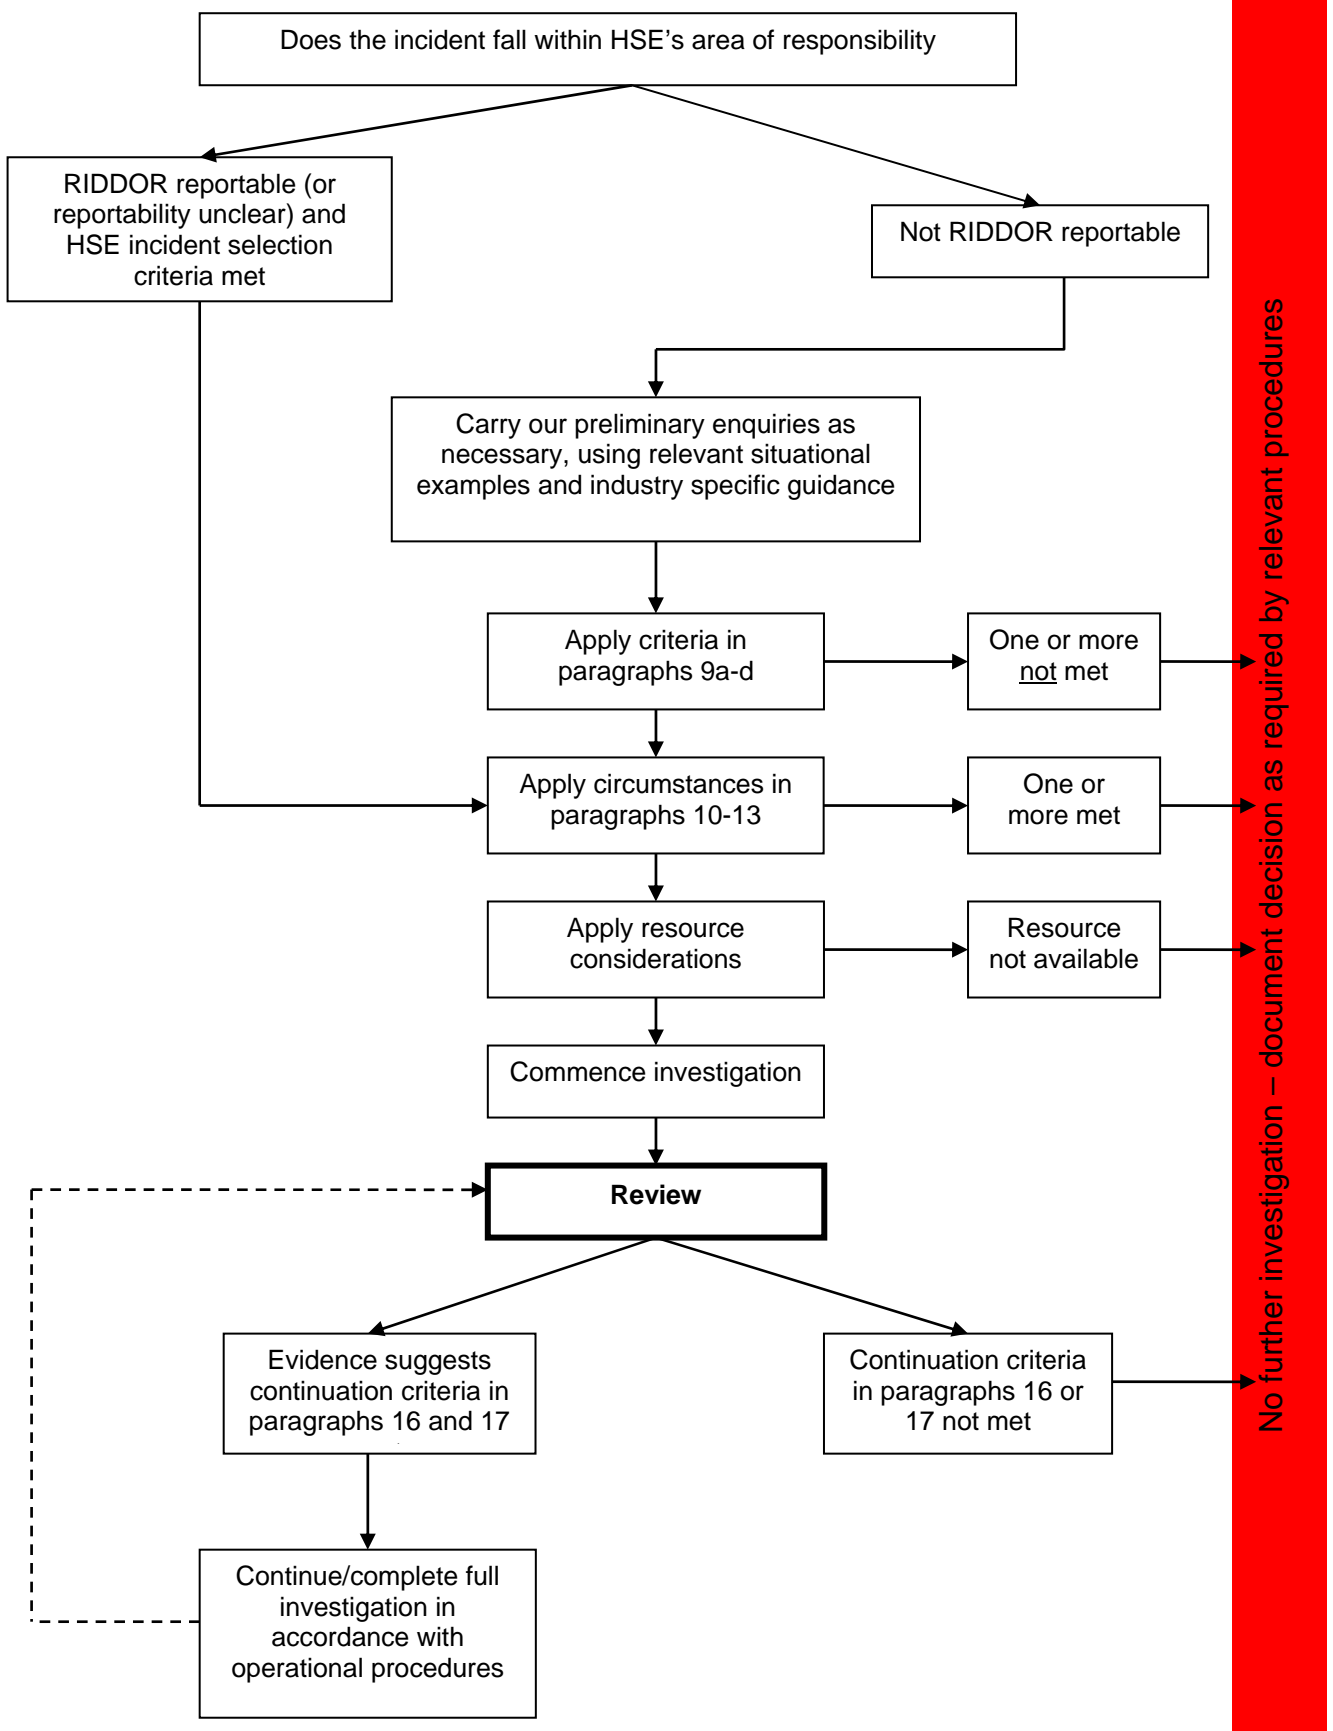 Does the incident fall within HSE’s area of responsibility
RIDDOR reportable (or
reportability unclear) and
HSE incident selection
criteria met
Not RIDDOR reportable
Carry our preliminary enquiries as
necessary, using relevant situational
examples and industry specific guidance
Apply criteria in
paragraphs 9a-d
One or more
not met
Apply circumstances in
paragraphs 10-13
One or
more met
Apply resource
considerations
Resource
not available
Commence investigation
Review
Evidence suggests
continuation criteria in
paragraphs 16 and 17
Continuation criteria
in paragraphs 16 or
17 not met
Continue/complete full
investigation in
accordance with
operational procedures
No further investigation – document decision as required by relevant procedures